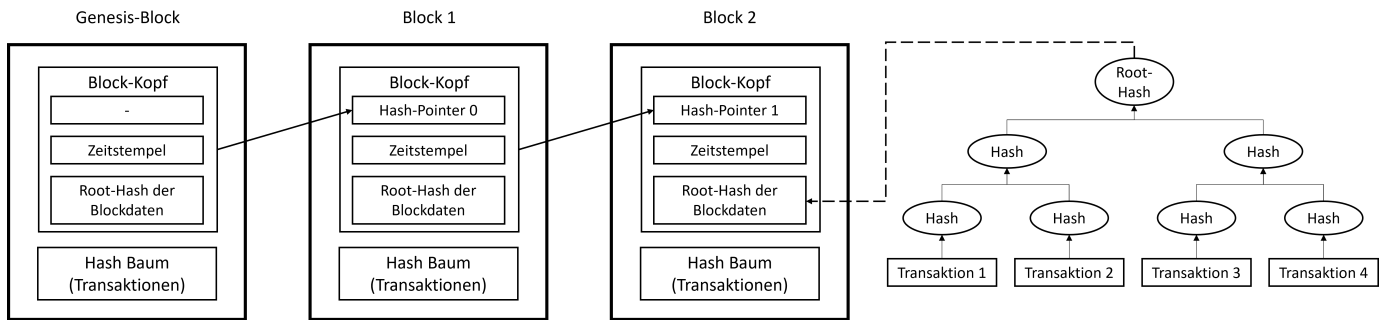 Genesis-Block
Block-Kopf
-
Zeitstempel
Root-Hash der
Blockdaten
Hash Baum
(Transaktionen)
Block 1
Block-Kopf
Hash-Pointer 0
Zeitstempel
Root-Hash der
Blockdaten
Hash Baum
(Transaktionen)
Block 2
Block-Kopf
Hash-Pointer 1
Zeitstempel
Root-Hash der
Blockdaten
Hash Baum
(Transaktionen)
Root-
Hash
Hash
Hash
Hash
Hash
Hash
Hash
Transaktion 1
Transaktion 2
Transaktion 3
Transaktion 4